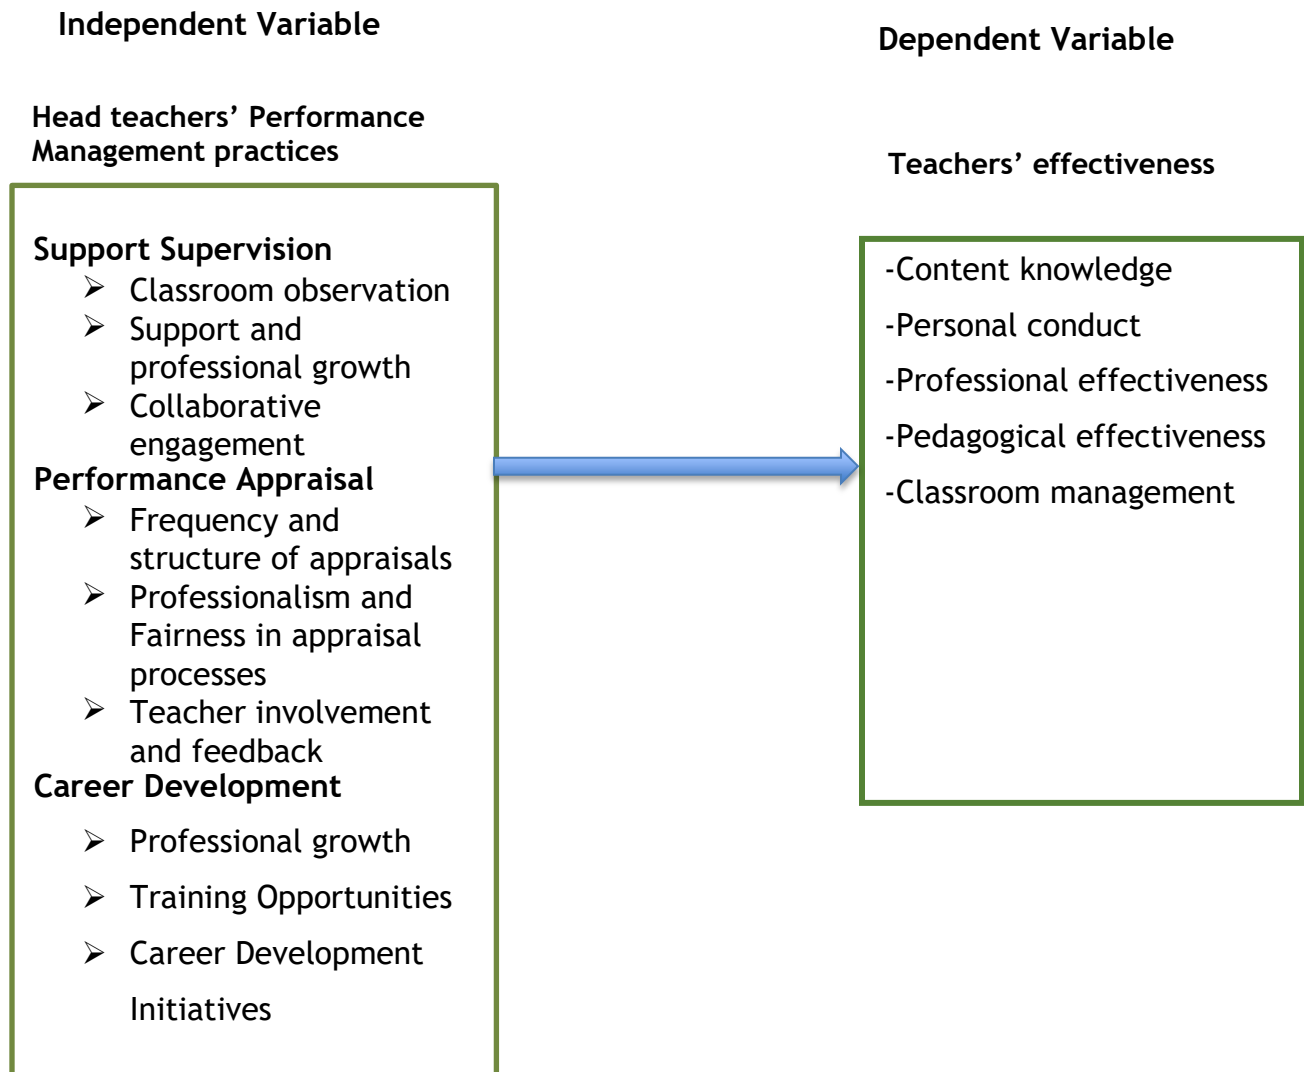 Independent Variable
Head teachers’ Performance
Management practices
Support Supervision
➢ Classroom observation
➢ Support and
professional growth
➢ Collaborative
engagement
Performance Appraisal
➢ Frequency and
structure of appraisals
➢ Professionalism and
Fairness in appraisal
processes
➢ Teacher involvement
and feedback
Career Development
➢ Professional growth
➢ Training Opportunities
➢ Career Development
Initiatives
Dependent Variable
Teachers’ effectiveness
-Content knowledge
-Personal conduct
-Professional effectiveness
-Pedagogical effectiveness
-Classroom management